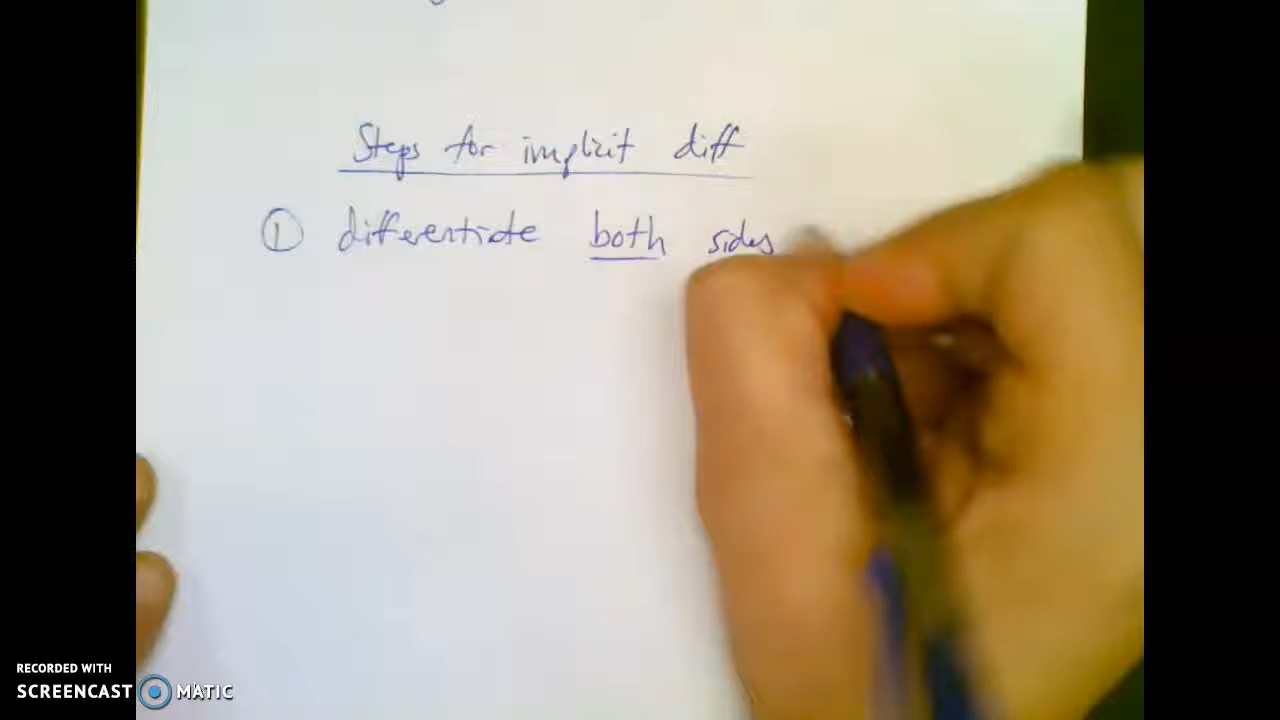 Steps for implicit diff
① differentiate both sides
RECORDED WITH
SCREENCAST MATIC